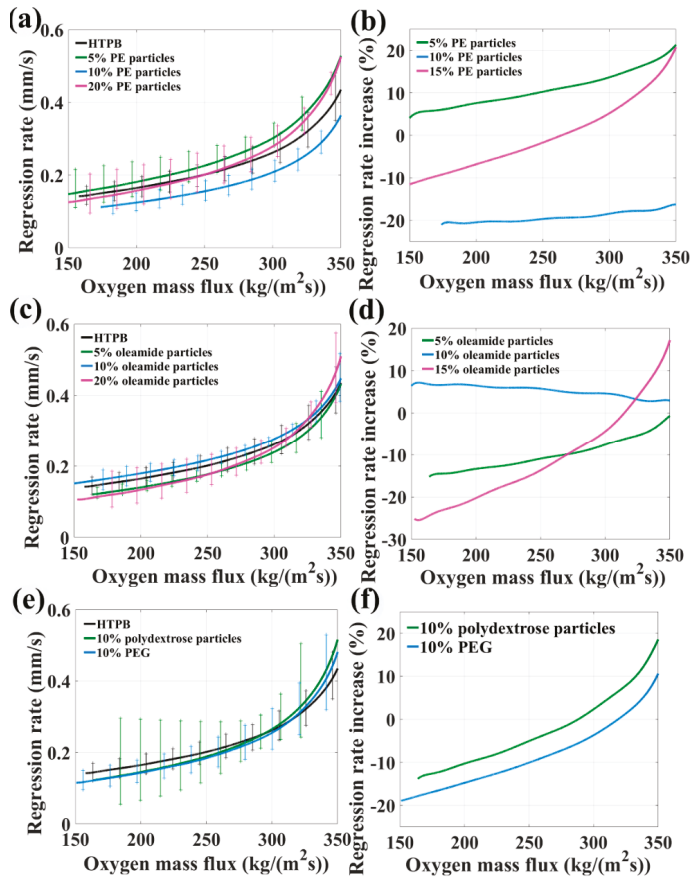 (a)
0.6
0.4
0.2
0
Regression rate (mm/s)
HTPB
5% PE particles
10% PE particles
20% PE particles
150 200 250 300 350
Oxygen mass flux (kg/(m²s))
(b)
20
10
0
-10
-20
Regression rate increase (%)
5% PE particles
10% PE particles
15% PE particles
150 200 250 300 350
Oxygen mass flux (kg/(m²s))
(c)
0.6
0.4
0.2
0
Regression rate (mm/s)
HTPB
5% oleamide particles
10% oleamide particles
20% oleamide particles
150 200 250 300 350
Oxygen mass flux (kg/(m²s))
(d)
20
10
0
-10
-20
-30
Regression rate increase (%)
5% oleamide particles
10% oleamide particles
15% oleamide particles
150 200 250 300 350
Oxygen mass flux (kg/(m²s))
(e)
0.6
0.4
0.2
0
Regression rate (mm/s)
HTPB
10% polydextrose particles
10% PEG
150 200 250 300 350
Oxygen mass flux (kg/(m²s))
(f)
20
10
0
-10
-20
Regression rate increase (%)
10% polydextrose particles
10% PEG
150 200 250 300 350
Oxygen mass flux (kg/(m²s))